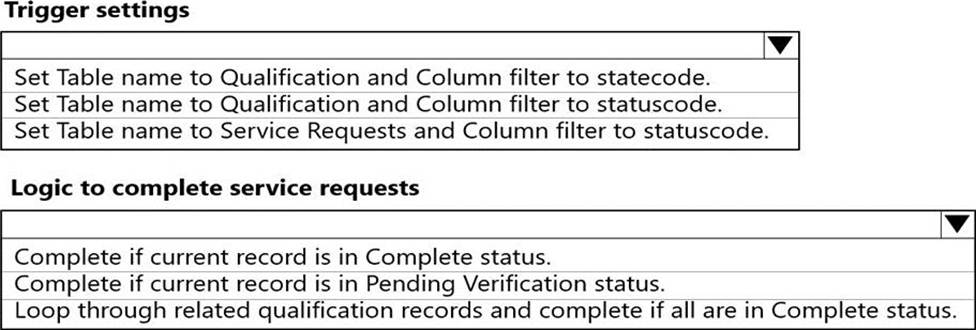 Trigger settings
Set Table name to Qualification and Column filter to statecode.
Set Table name to Qualification and Column filter to statuscode.
Set Table name to Service Requests and Column filter to statuscode.
Logic to complete service requests
Complete if current record is in Complete status.
Complete if current record is in Pending Verification status.
Loop through related qualification records and complete if all are in Complete status.